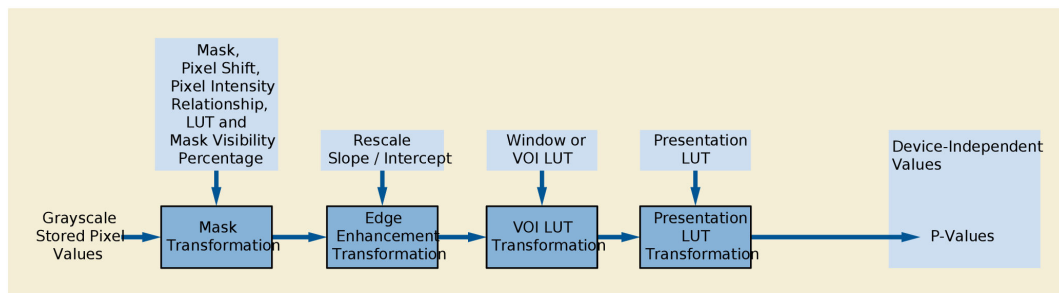 Mask,
Pixel Shift,
Pixel Intensity
Relationship,
LUT and
Mask Visibility
Percentage
Rescale
Slope / Intercept
Window or
VOI LUT
Presentation
LUT
Device-Independent
Values
Grayscale
Stored Pixel
Values
Mask
Transformation
Edge
Enhancement
Transformation
VOI LUT
Transformation
Presentation
LUT
Transformation
P-Values